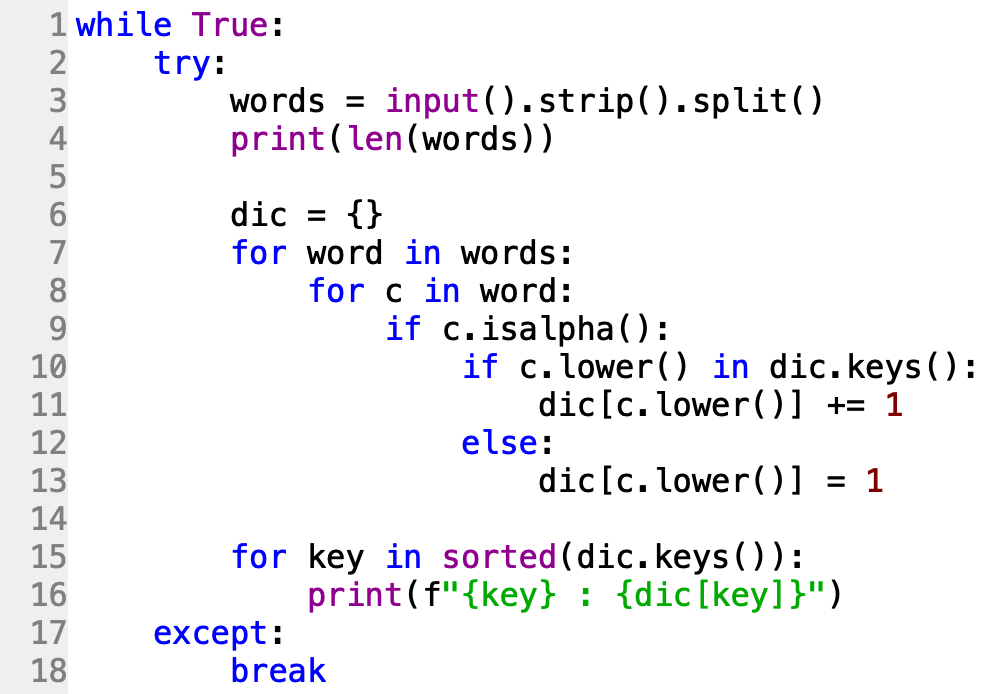 1 while True:
2     try:
3         words = input().strip().split()
4         print(len(words))
5
6         dic = {}
7         for word in words:
8             for c in word:
9                 if c.isalpha():
10                     if c.lower() in dic.keys():
11                         dic[c.lower()] += 1
12                     else:
13                         dic[c.lower()] = 1
14
15         for key in sorted(dic.keys()):
16             print(f"{key} : {dic[key]}")
17     except:
18         break